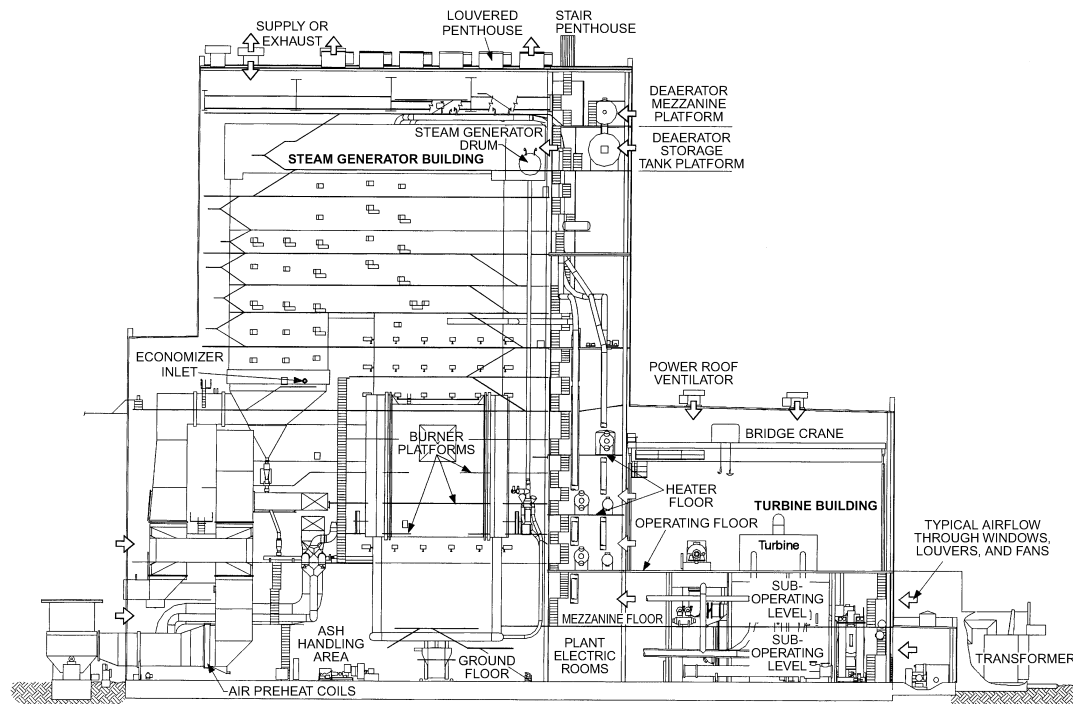 SUPPLY OR
EXHAUST
LOUVERED
PENTHOUSE
STAIR
PENTHOUSE
DEAERATOR
MEZZANINE
PLATFORM
DEAERATOR
STORAGE
TANK PLATFORM
STEAM GENERATOR
DRUM
STEAM GENERATOR BUILDING
ECONOMIZER
INLET
POWER ROOF
VENTILATOR
BRIDGE CRANE
BURNER
PLATFORMS
HEATER
FLOOR
TURBINE BUILDING
OPERATING FLOOR
TYPICAL AIRFLOW
THROUGH WINDOWS,
LOUVERS, AND FANS
Turbine
SUB-
OPERATING
LEVEL
MEZZANINE FLOOR
SUB-
OPERATING
LEVEL
ASH
HANDLING
AREA
GROUND
FLOOR
PLANT
ELECTRIC
ROOMS
TRANSFORMER
AIR PREHEAT COILS